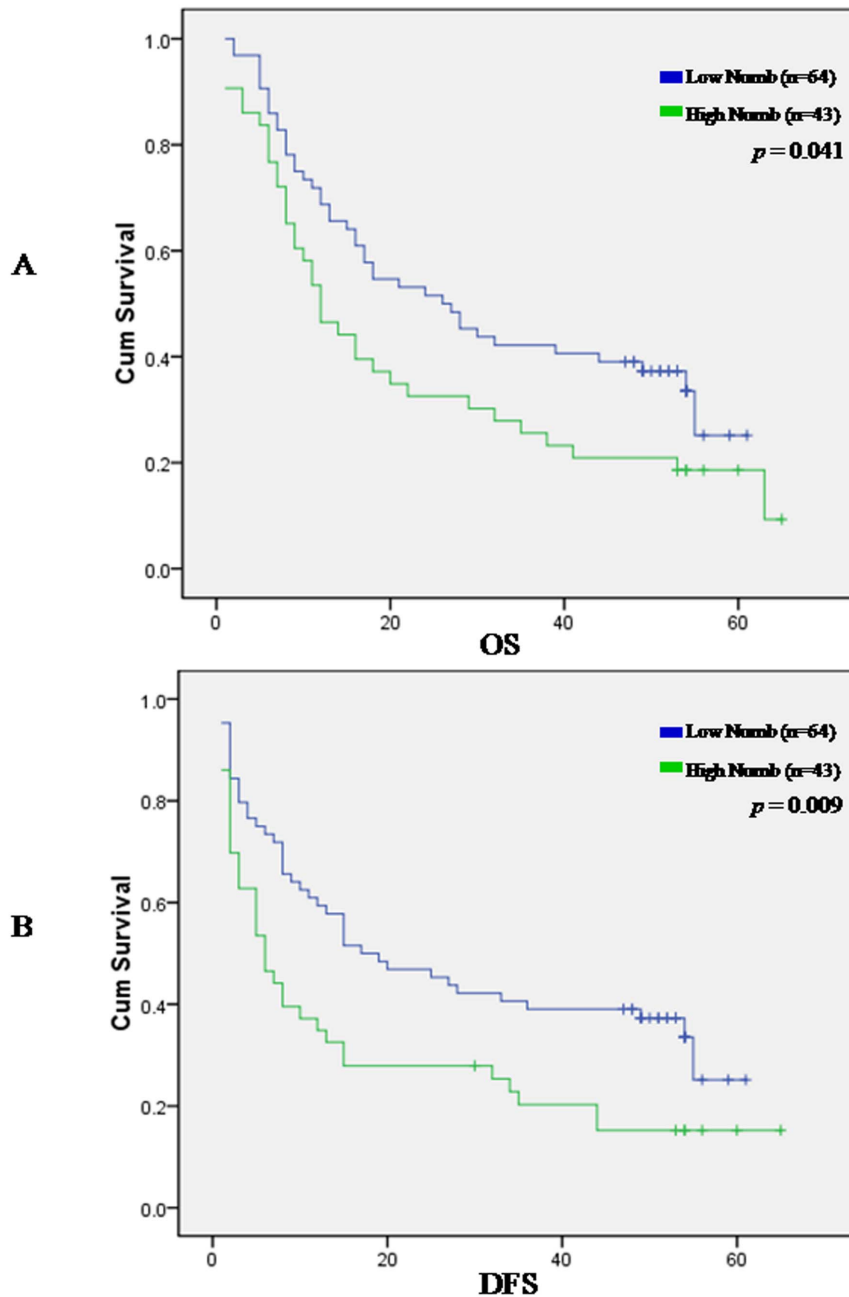 A
Cum Survival
1.0
0.8
0.6
0.4
0.2
0.0
Low Numb (n=64)
High Numb (n=43)
p = 0.041
0 20 40 60
OS
B
Cum Survival
1.0
0.8
0.6
0.4
0.2
0.0
Low Numb (n=64)
High Numb (n=43)
p = 0.009
0 20 40 60
DFS